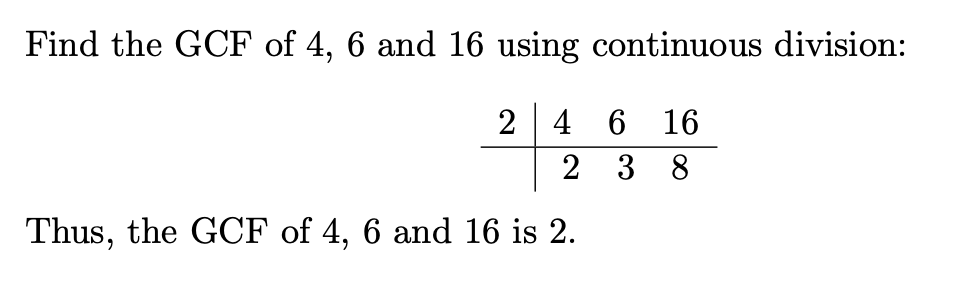 Find the GCF of 4, 6 and 16 using continuous division:
2 4 6 16
2 3 8
Thus, the GCF of 4, 6 and 16 is 2.